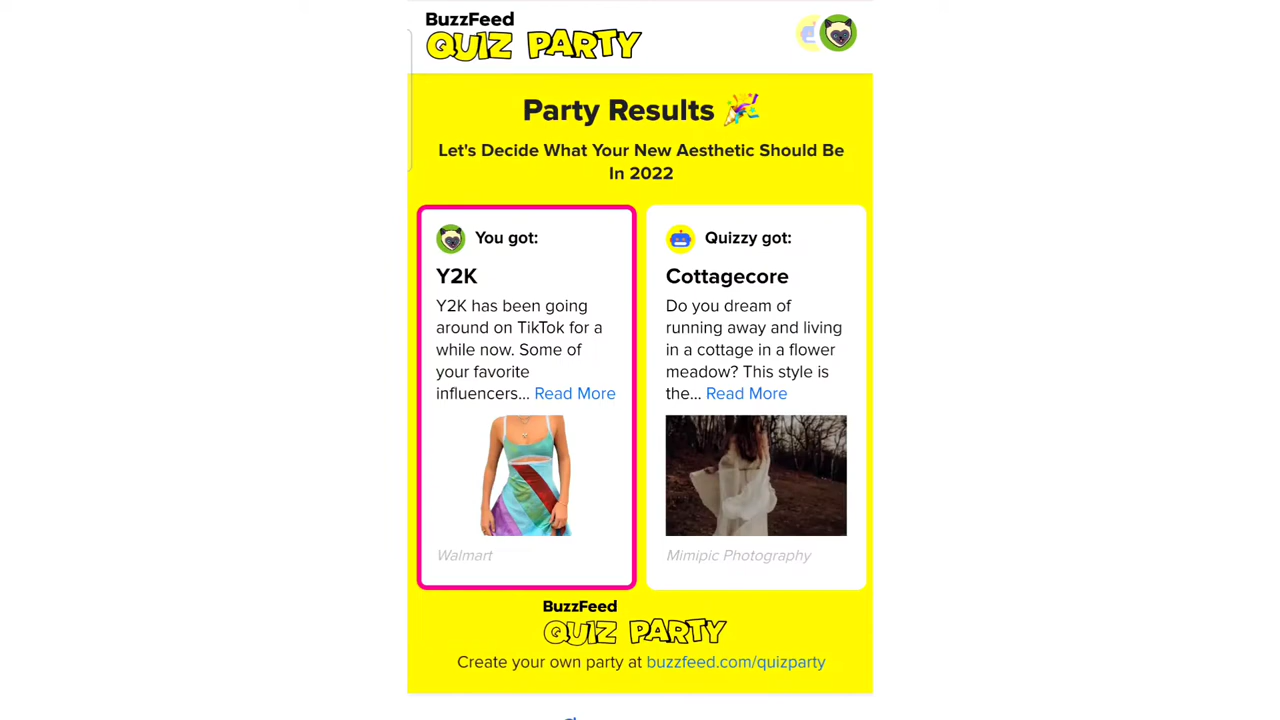 BuzzFeed
QUIZ PARTY
Party Results
Let's Decide What Your New Aesthetic Should Be
In 2022
You got:
Y2K
Y2K has been going
around on TikTok for a
while now. Some of
your favorite
influencers... Read More
Walmart
Quizzy got:
Cottagecore
Do you dream of
running away and living
in a cottage in a flower
meadow? This style is
the... Read More
Mimipic Photography
BuzzFeed
QUIZ PARTY
Create your own party at buzzfeed.com/quizparty